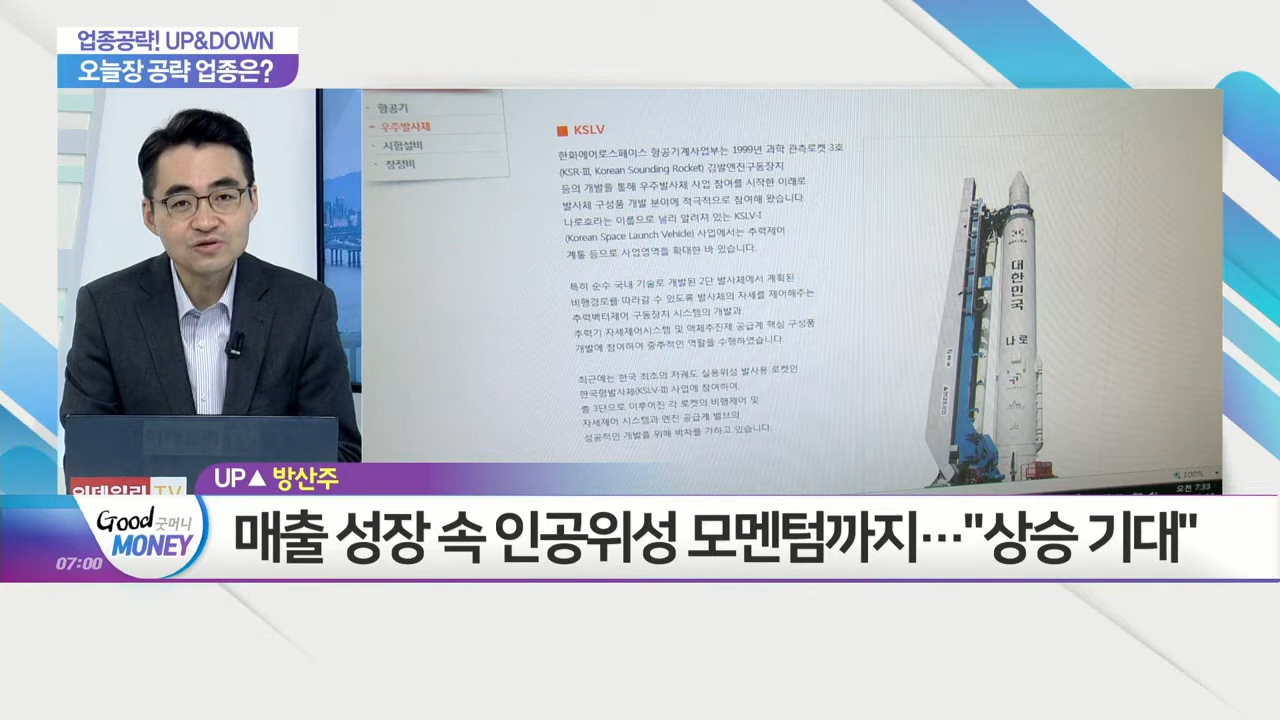 업종공략! UP&DOWN
오늘장 공략 업종은?
항공기
우주발사체
시험설비
창정비
KSLV
한화에어로스페이스 항공기계사업부는 1999년 과학 관측로켓 3호
(KSR-III, Korean Sounding Rocket) 김발엔진구동장치
등의 개발을 통해 우주발사체 사업 참여를 시작한 이래로
발사체 구성품 개발 분야에 적극적으로 참여해 왔습니다.
나로호라는 이름으로 널리 알려져 있는 KSLV-I
(Korean Space Launch Vehicle) 사업에서는 추력제어
계통 등으로 사업영역을 확대한 바 있습니다.
특히 순수 국내 기술로 개발된 2단 발사체에서 계획된
비행경로를 따라갈 수 있도록 발사체의 자세를 제어해주는
추력벡터제어 구동장치 시스템의 개발과
추력기 자세제어시스템 및 액체추진제 공급계 핵심 구성품
개발에 참여하여 중추적인 역할을 수행하였습니다.
최근에는 한국 최초의 저궤도 실용위성 발사용 로켓인
한국형발사체(KSLV-II) 사업에 참여하여,
총 3단으로 이루어진 각 로켓의 비행제어 및
자세제어 시스템과 엔진 공급계 밸브의
성공적인 개발을 위해 박차를 가하고 있습니다.
대한민국
나로
100%
오전 7:33
이데일리 TV
UP▲ 방산주
Good 굿머니
MONEY
07:00
매출 성장 속 인공위성 모멘텀까지…"상승 기대"